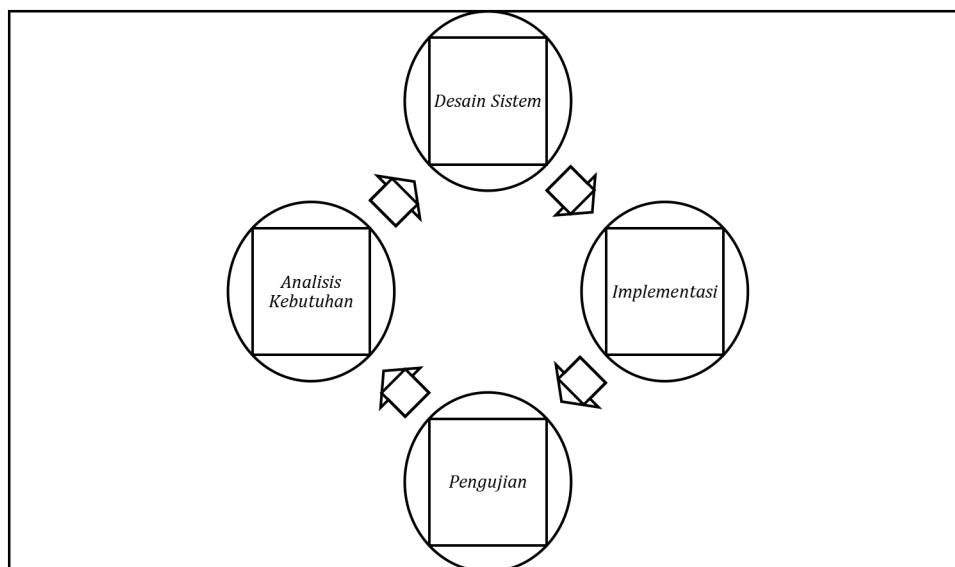 Desain Sistem
Analisis
Kebutuhan
Implementasi
Pengujian